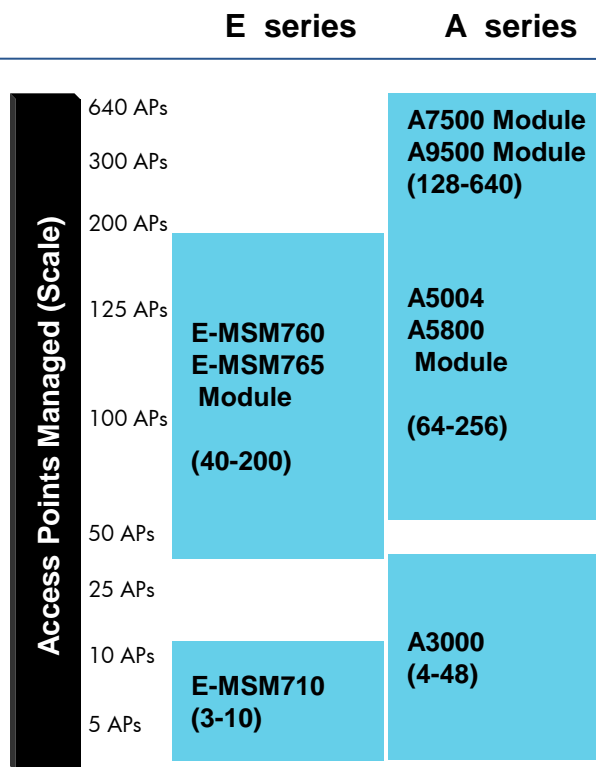 E series
A series
Access Points Managed (Scale)
640 APs
300 APs
200 APs
125 APs
100 APs
50 APs
25 APs
10 APs
5 APs
E-MSM760
E-MSM765
Module
(40-200)
E-MSM710
(3-10)
A7500 Module
A9500 Module
(128-640)
A5004
A5800
Module
(64-256)
A3000
(4-48)